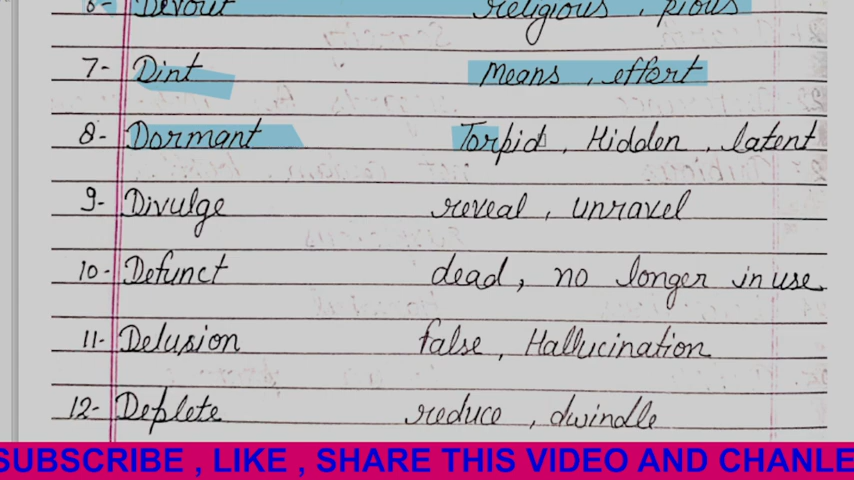 6- Devout religious, pious
7- Dint Means, effort
8- Dormant Torpid, Hidden, latent
9- Divulge reveal, unravel
10- Defunct dead, no longer in use
11- Delusion false, Hallucination
12- Deplete reduce, dwindle
SUBSCRIBE , LIKE , SHARE THIS VIDEO AND CHANLE